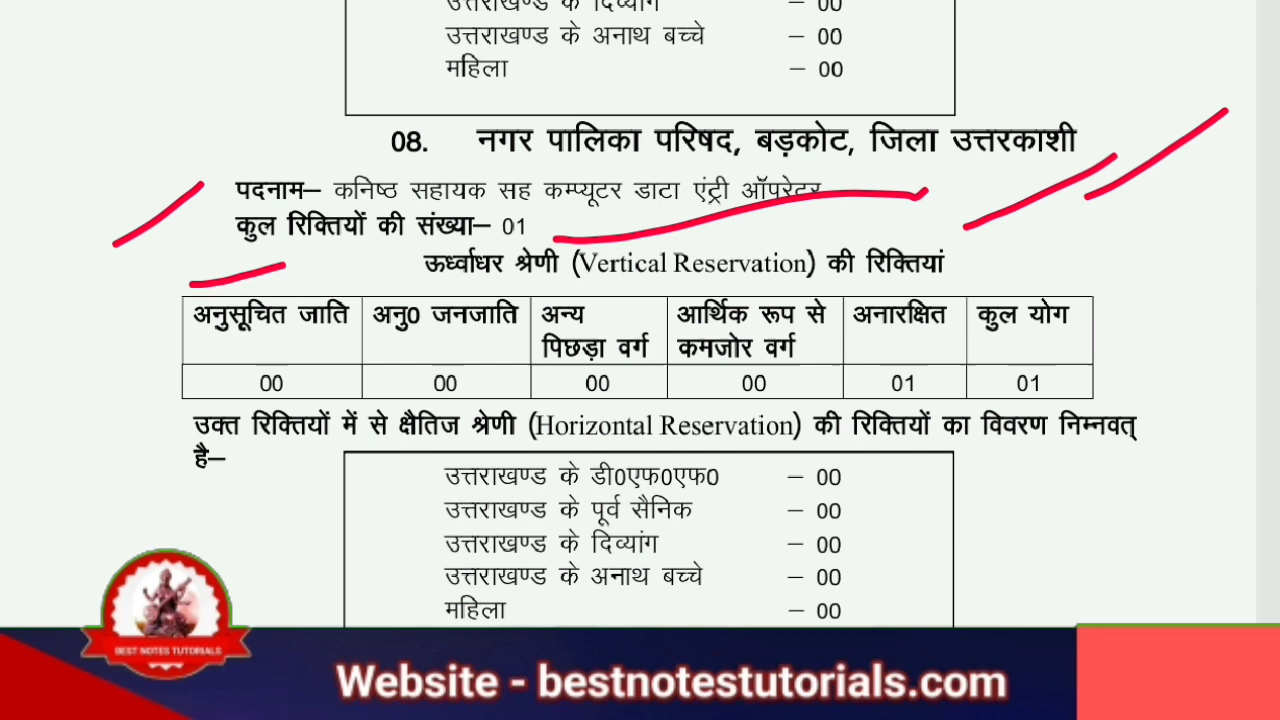 उत्तराखण्ड के दिव्यांग – 00
उत्तराखण्ड के अनाथ बच्चे – 00
महिला – 00
08. नगर पालिका परिषद, बड़कोट, जिला उत्तरकाशी
पदनाम– कनिष्ठ सहायक सह कम्प्यूटर डाटा एंट्री ऑपरेटर
कुल रिक्तियों की संख्या– 01
ऊर्ध्वाधर श्रेणी (Vertical Reservation) की रिक्तियां
अनुसूचित जाति अनु0 जनजाति अन्य पिछड़ा वर्ग आर्थिक रूप से कमजोर वर्ग अनारक्षित कुल योग
00 00 00 00 01 01
उक्त रिक्तियों में से क्षैतिज श्रेणी (Horizontal Reservation) की रिक्तियों का विवरण निम्नवत्
है–
उत्तराखण्ड के डी0एफ0एफ0 – 00
उत्तराखण्ड के पूर्व सैनिक – 00
उत्तराखण्ड के दिव्यांग – 00
उत्तराखण्ड के अनाथ बच्चे – 00
महिला – 00
BEST NOTES TUTORIALS
Website - bestnotestutorials.com